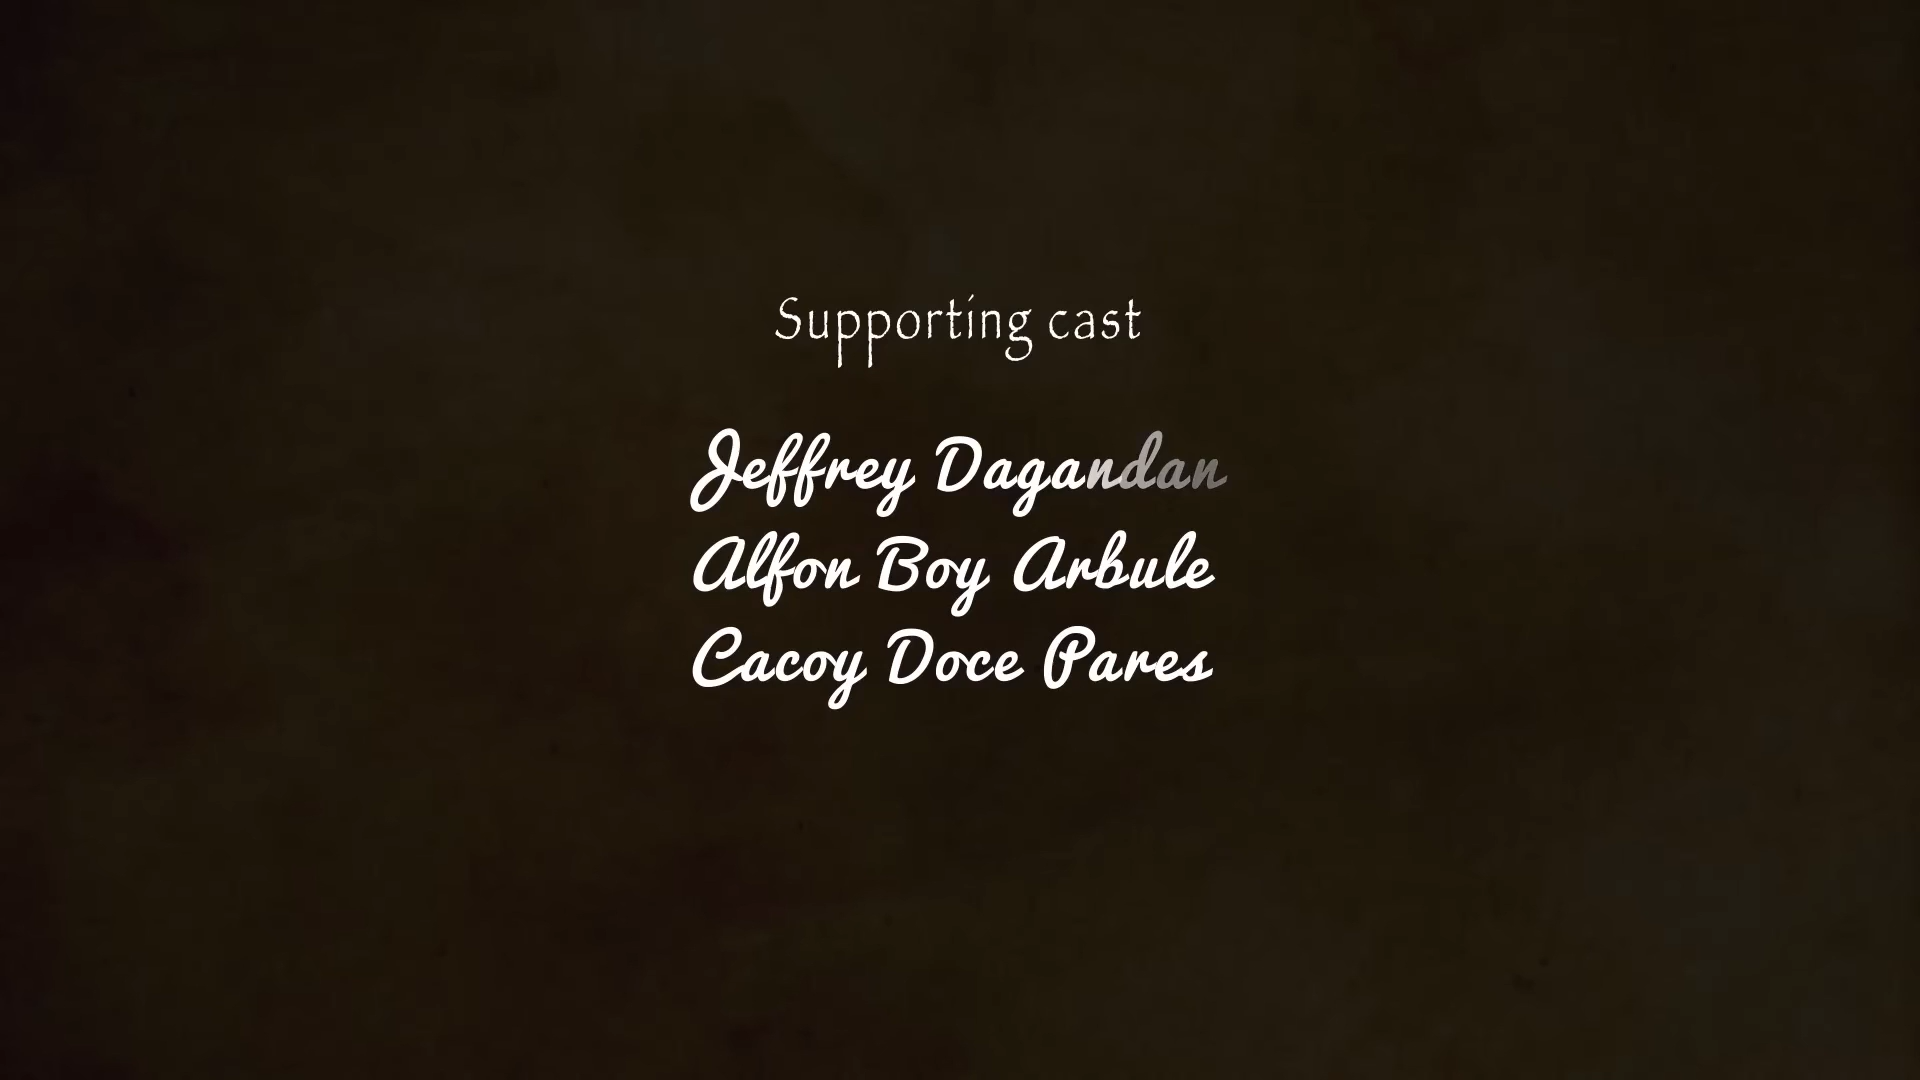 Supporting cast
Jeffrey Dagandan
Alfon Boy Arbule
Cacoy Doce Pares